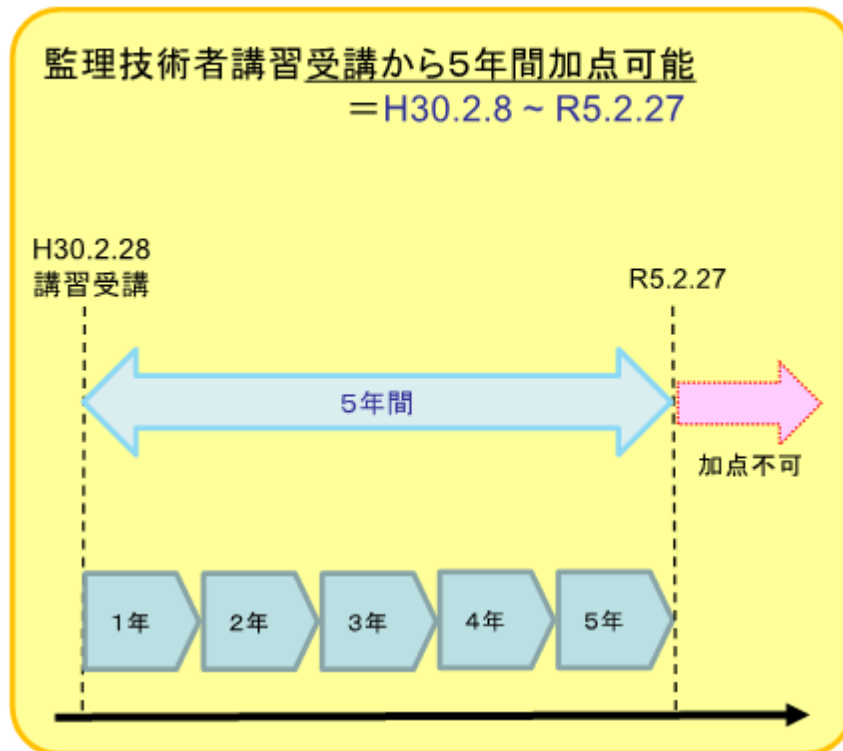 監理技術者講習受講から5年間加点可能
＝H30.2.8 ~ R5.2.27
H30.2.28
講習受講
R5.2.27
５年間
加点不可
１年
２年
３年
４年
５年